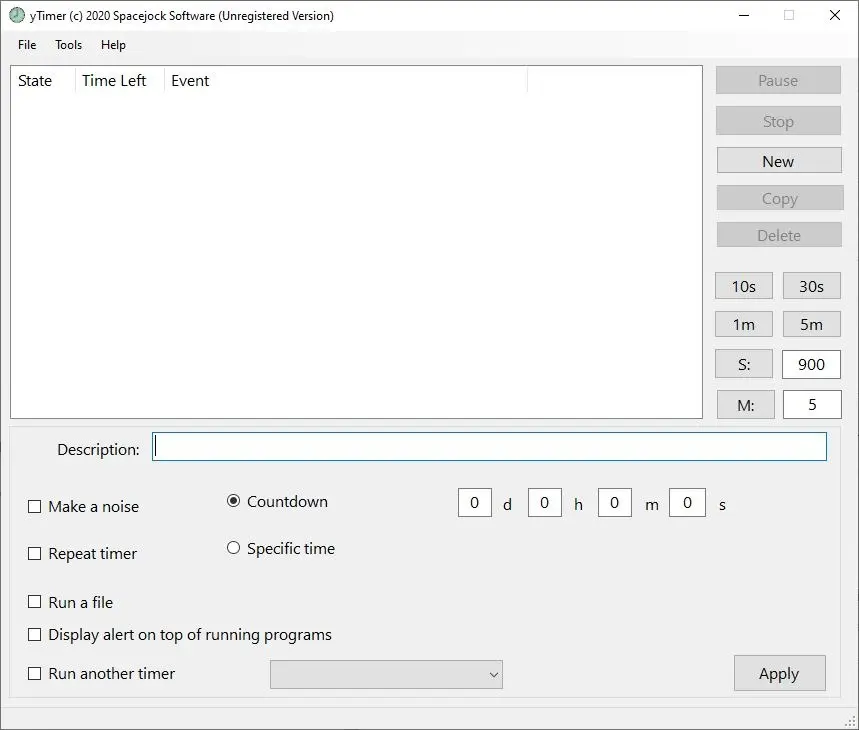 yTimer (c) 2020 Spacejock Software (Unregistered Version)
File Tools Help
State Time Left Event
Pause
Stop
New
Copy
Delete
10s 30s
1m 5m
S: 900
M: 5
Description:
Make a noise Countdown 0 d 0 h 0 m 0 s
Repeat timer Specific time
Run a file
Display alert on top of running programs
Run another timer Apply